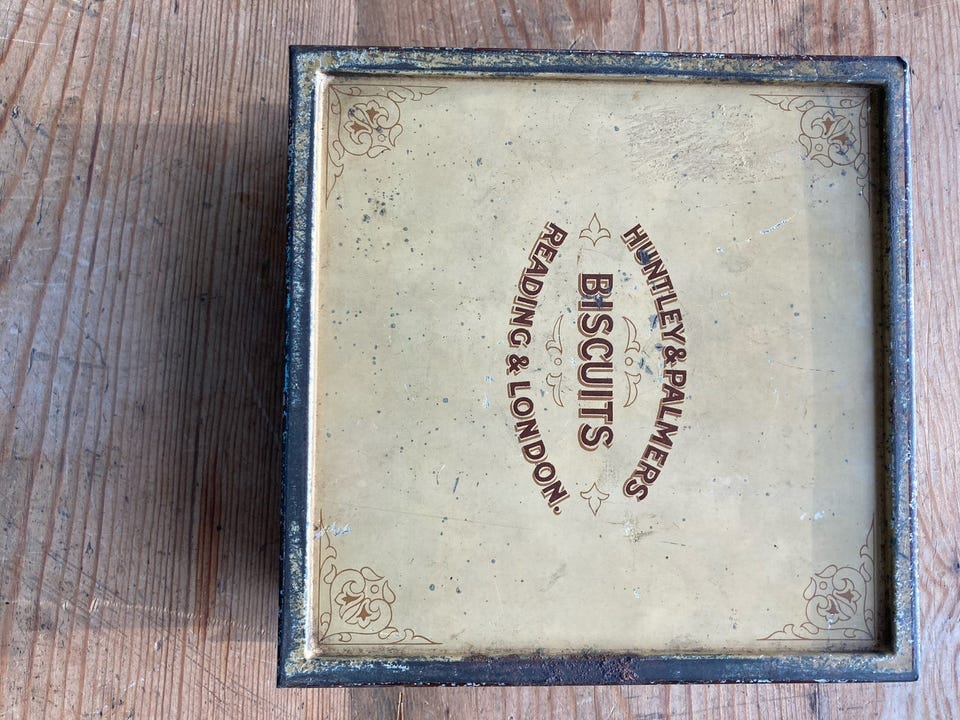 HUNTLEY & PALMERS
BISCUITS
READING & LONDON.